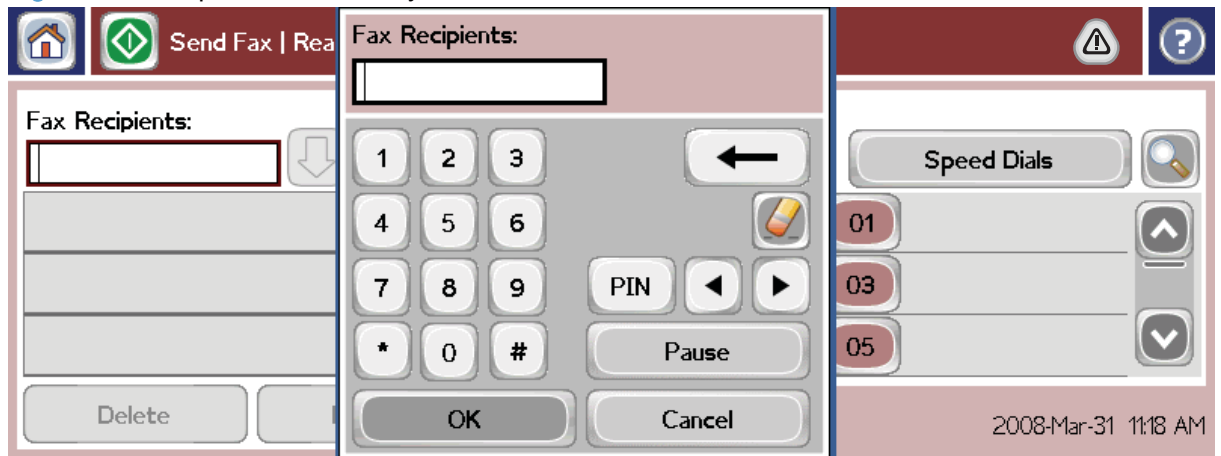 Send Fax | Rea
Fax Recipients:
Fax Recipients:
1 2 3
4 5 6
7 8 9
* 0 #
PIN
Pause
OK
Cancel
Speed Dials
01
03
05
Delete
2008-Mar-31 11:18 AM